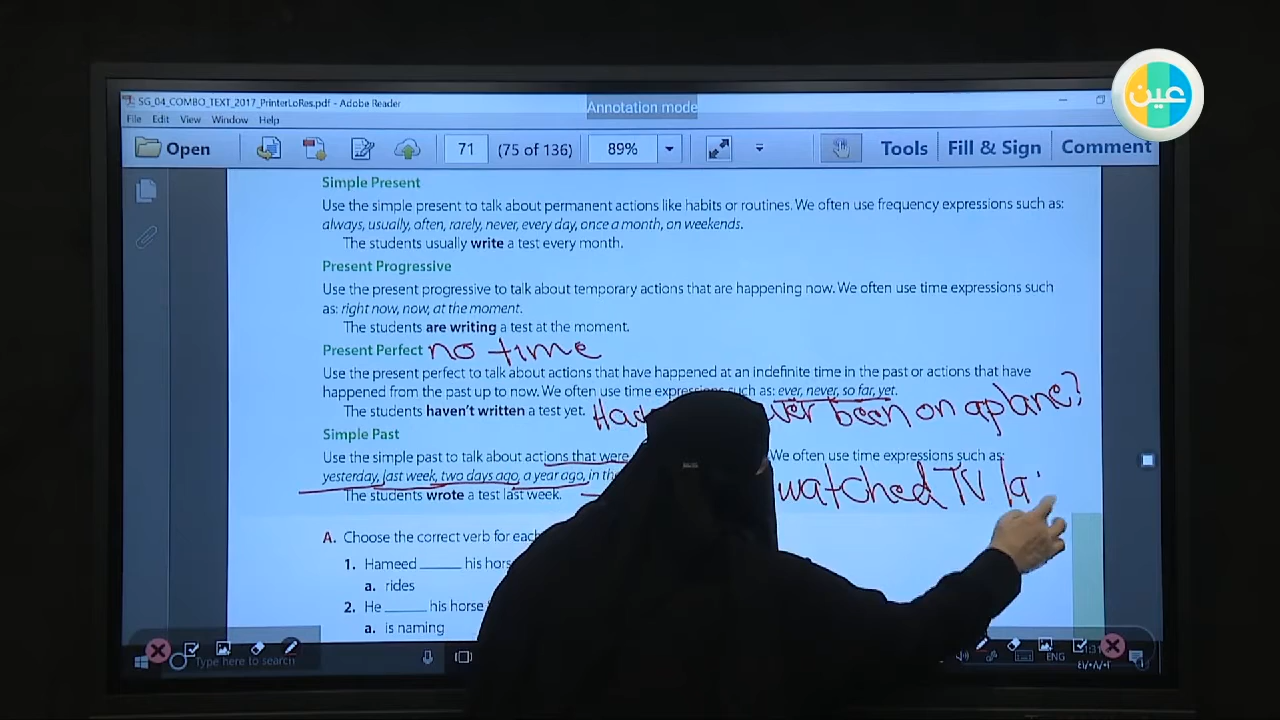 SG_04_COMBO_TEXT_2017_PrinterLoRes.pdf - Adobe Reader
Annotation mode
عين
File Edit View Window Help
Open 71 (75 of 136) 89% Tools Fill & Sign Comment
Simple Present
Use the simple present to talk about permanent actions like habits or routines. We often use frequency expressions such as:
always, usually, often, rarely, never, every day, once a month, on weekends.
The students usually write a test every month.
Present Progressive
Use the present progressive to talk about temporary actions that are happening now. We often use time expressions such
as: right now, now, at the moment.
The students are writing a test at the moment.
Present Perfect no time
Use the present perfect to talk about actions that have happened at an indefinite time in the past or actions that have
happened from the past up to now. We often use time expressions such as: ever, never, so far, yet.
The students haven't written a test yet. been on a plane?
Simple Past
Use the simple past to talk about actions that were We often use time expressions such as:
yesterday, last week, two days ago, a year ago, in
The students wrote a test last week. watched TV la
A. Choose the correct verb for
1. Hameed ______ his
a. rides
2. He ______ his horse
a. is naming
Type here to search
ENG